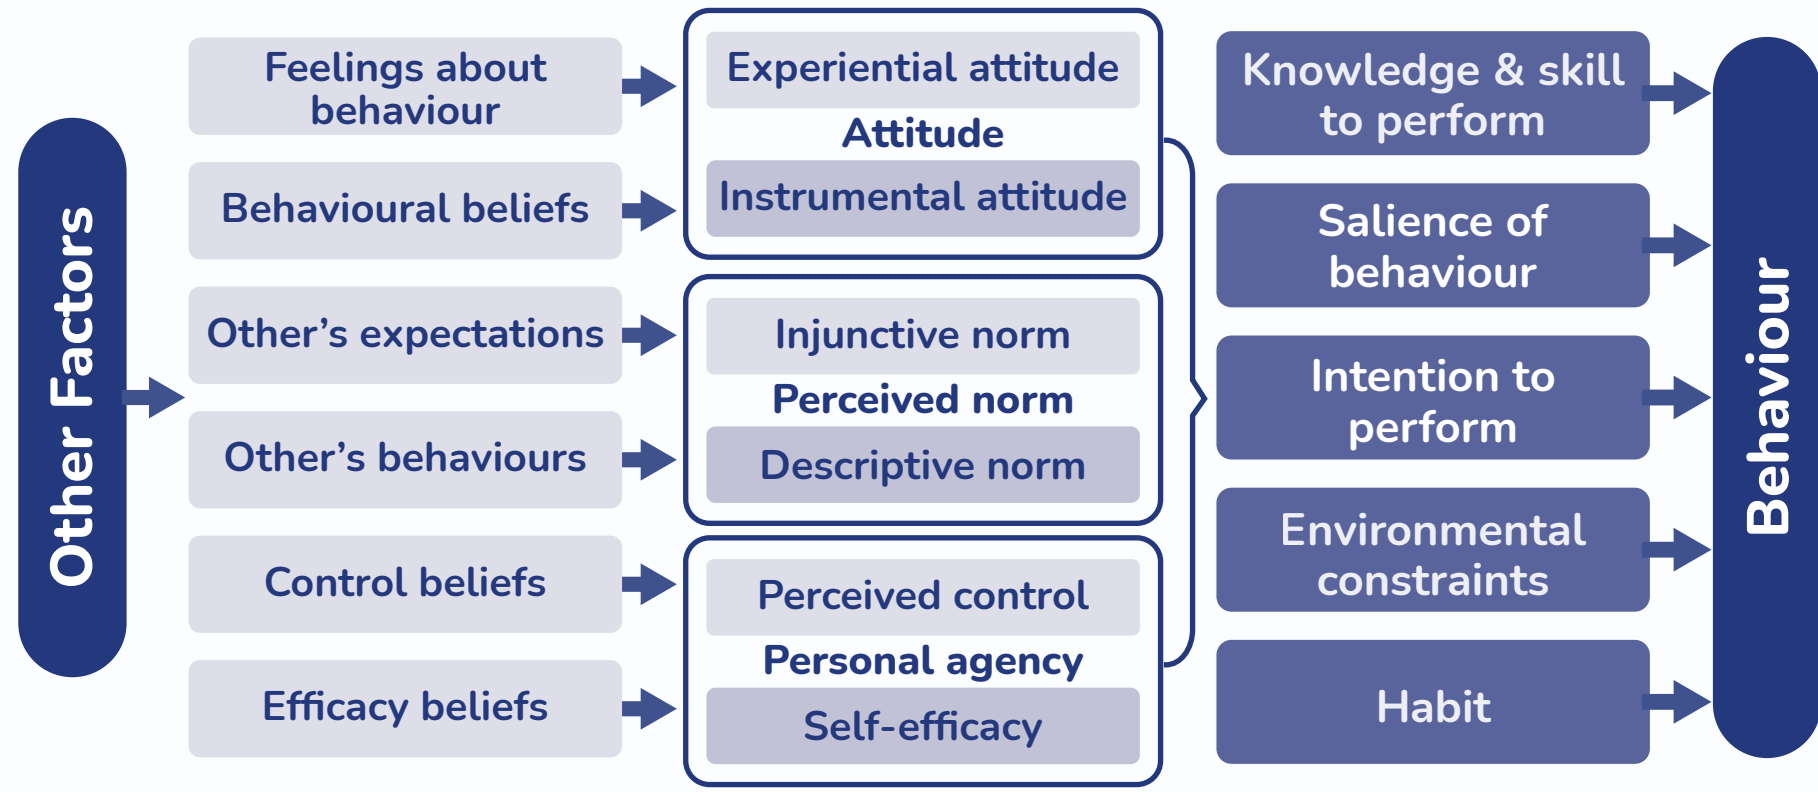 Other Factors
Feelings about
behaviour
Behavioural beliefs
Other’s expectations
Other’s behaviours
Control beliefs
Efficacy beliefs
Experiential attitude
Attitude
Instrumental attitude
Injunctive norm
Perceived norm
Descriptive norm
Perceived control
Personal agency
Self-efficacy
Knowledge & skill
to perform
Salience of
behaviour
Intention to
perform
Environmental
constraints
Habit
Behaviour